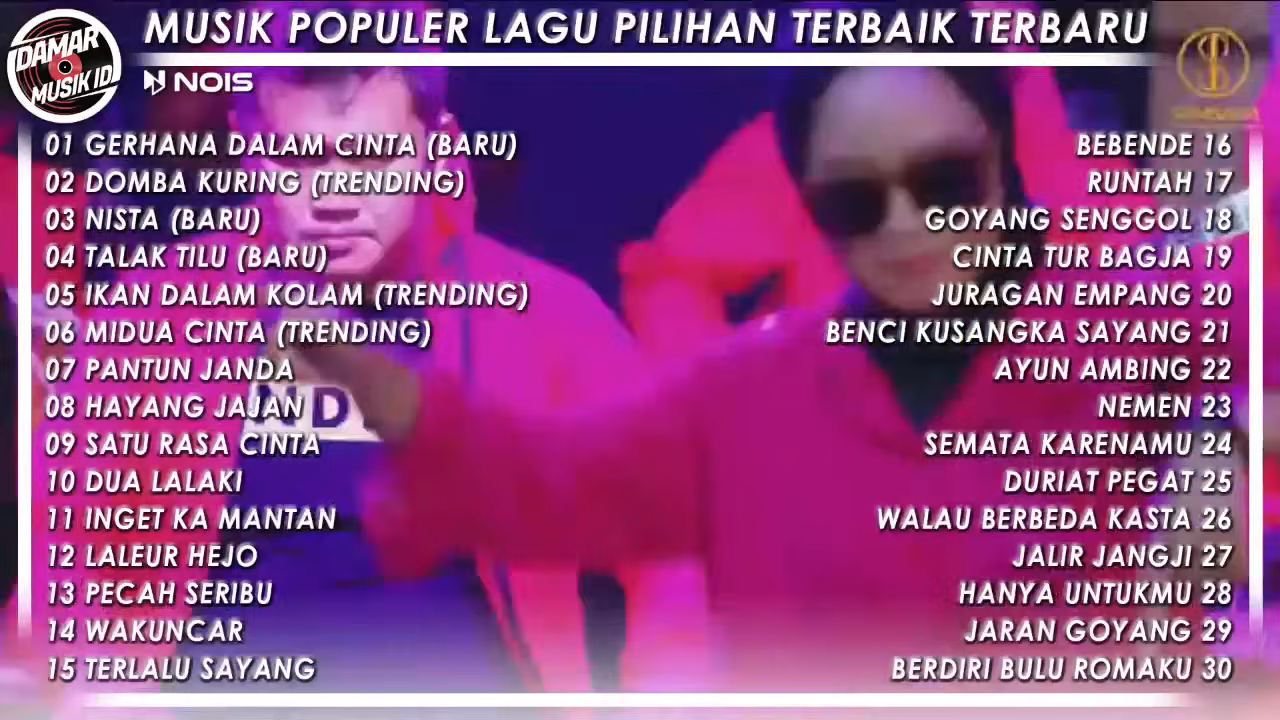 MUSIK POPULER LAGU PILIHAN TERBAIK TERBARU
DAMAR
MUSIK ID
NOIS
01 GERHANA DALAM CINTA (BARU)
02 DOMBA KURING (TRENDING)
03 NISTA (BARU)
04 TALAK TILU (BARU)
05 IKAN DALAM KOLAM (TRENDING)
06 MIDUA CINTA (TRENDING)
07 PANTUN JANDA
08 HAYANG JAJAN
09 SATU RASA CINTA
10 DUA LALAKI
11 INGET KA MANTAN
12 LALEUR HEJO
13 PECAH SERIBU
14 WAKUNCAR
15 TERLALU SAYANG
BEBENDE 16
RUNTAH 17
GOYANG SENGGOL 18
CINTA TUR BAGJA 19
JURAGAN EMPANG 20
BENCI KUSANGKA SAYANG 21
AYUN AMBING 22
NEMEN 23
SEMATA KARENAMU 24
DURIAT PEGAT 25
WALAU BERBEDA KASTA 26
JALIR JANGJI 27
HANYA UNTUKMU 28
JARAN GOYANG 29
BERDIRI BULU ROMAKU 30